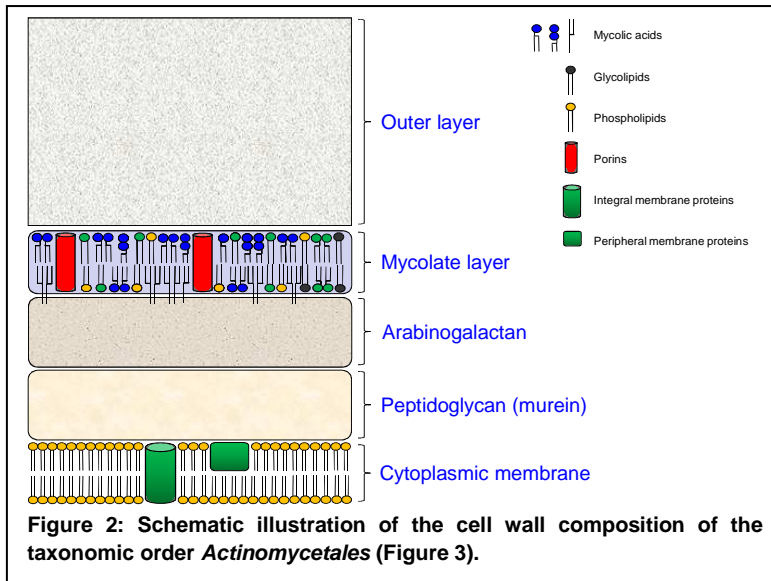 Mycolic acids
Glycolipids
Phospholipids
Porins
Integral membrane proteins
Peripheral membrane proteins
Outer layer
Mycolate layer
Arabinogalactan
Peptidoglycan (murein)
Cytoplasmic membrane
Figure 2: Schematic illustration of the cell wall composition of the
taxonomic order Actinomycetales (Figure 3).